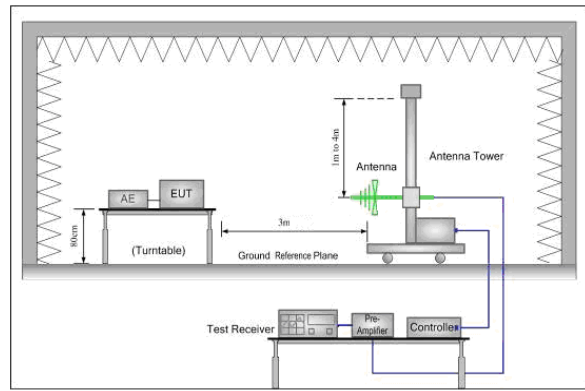 1m to 4m
Antenna
Antenna Tower
AE
EUT
80cm
(Turntable)
3m
Ground Reference Plane
Test Receiver
Pre-
Amplifier
Controller